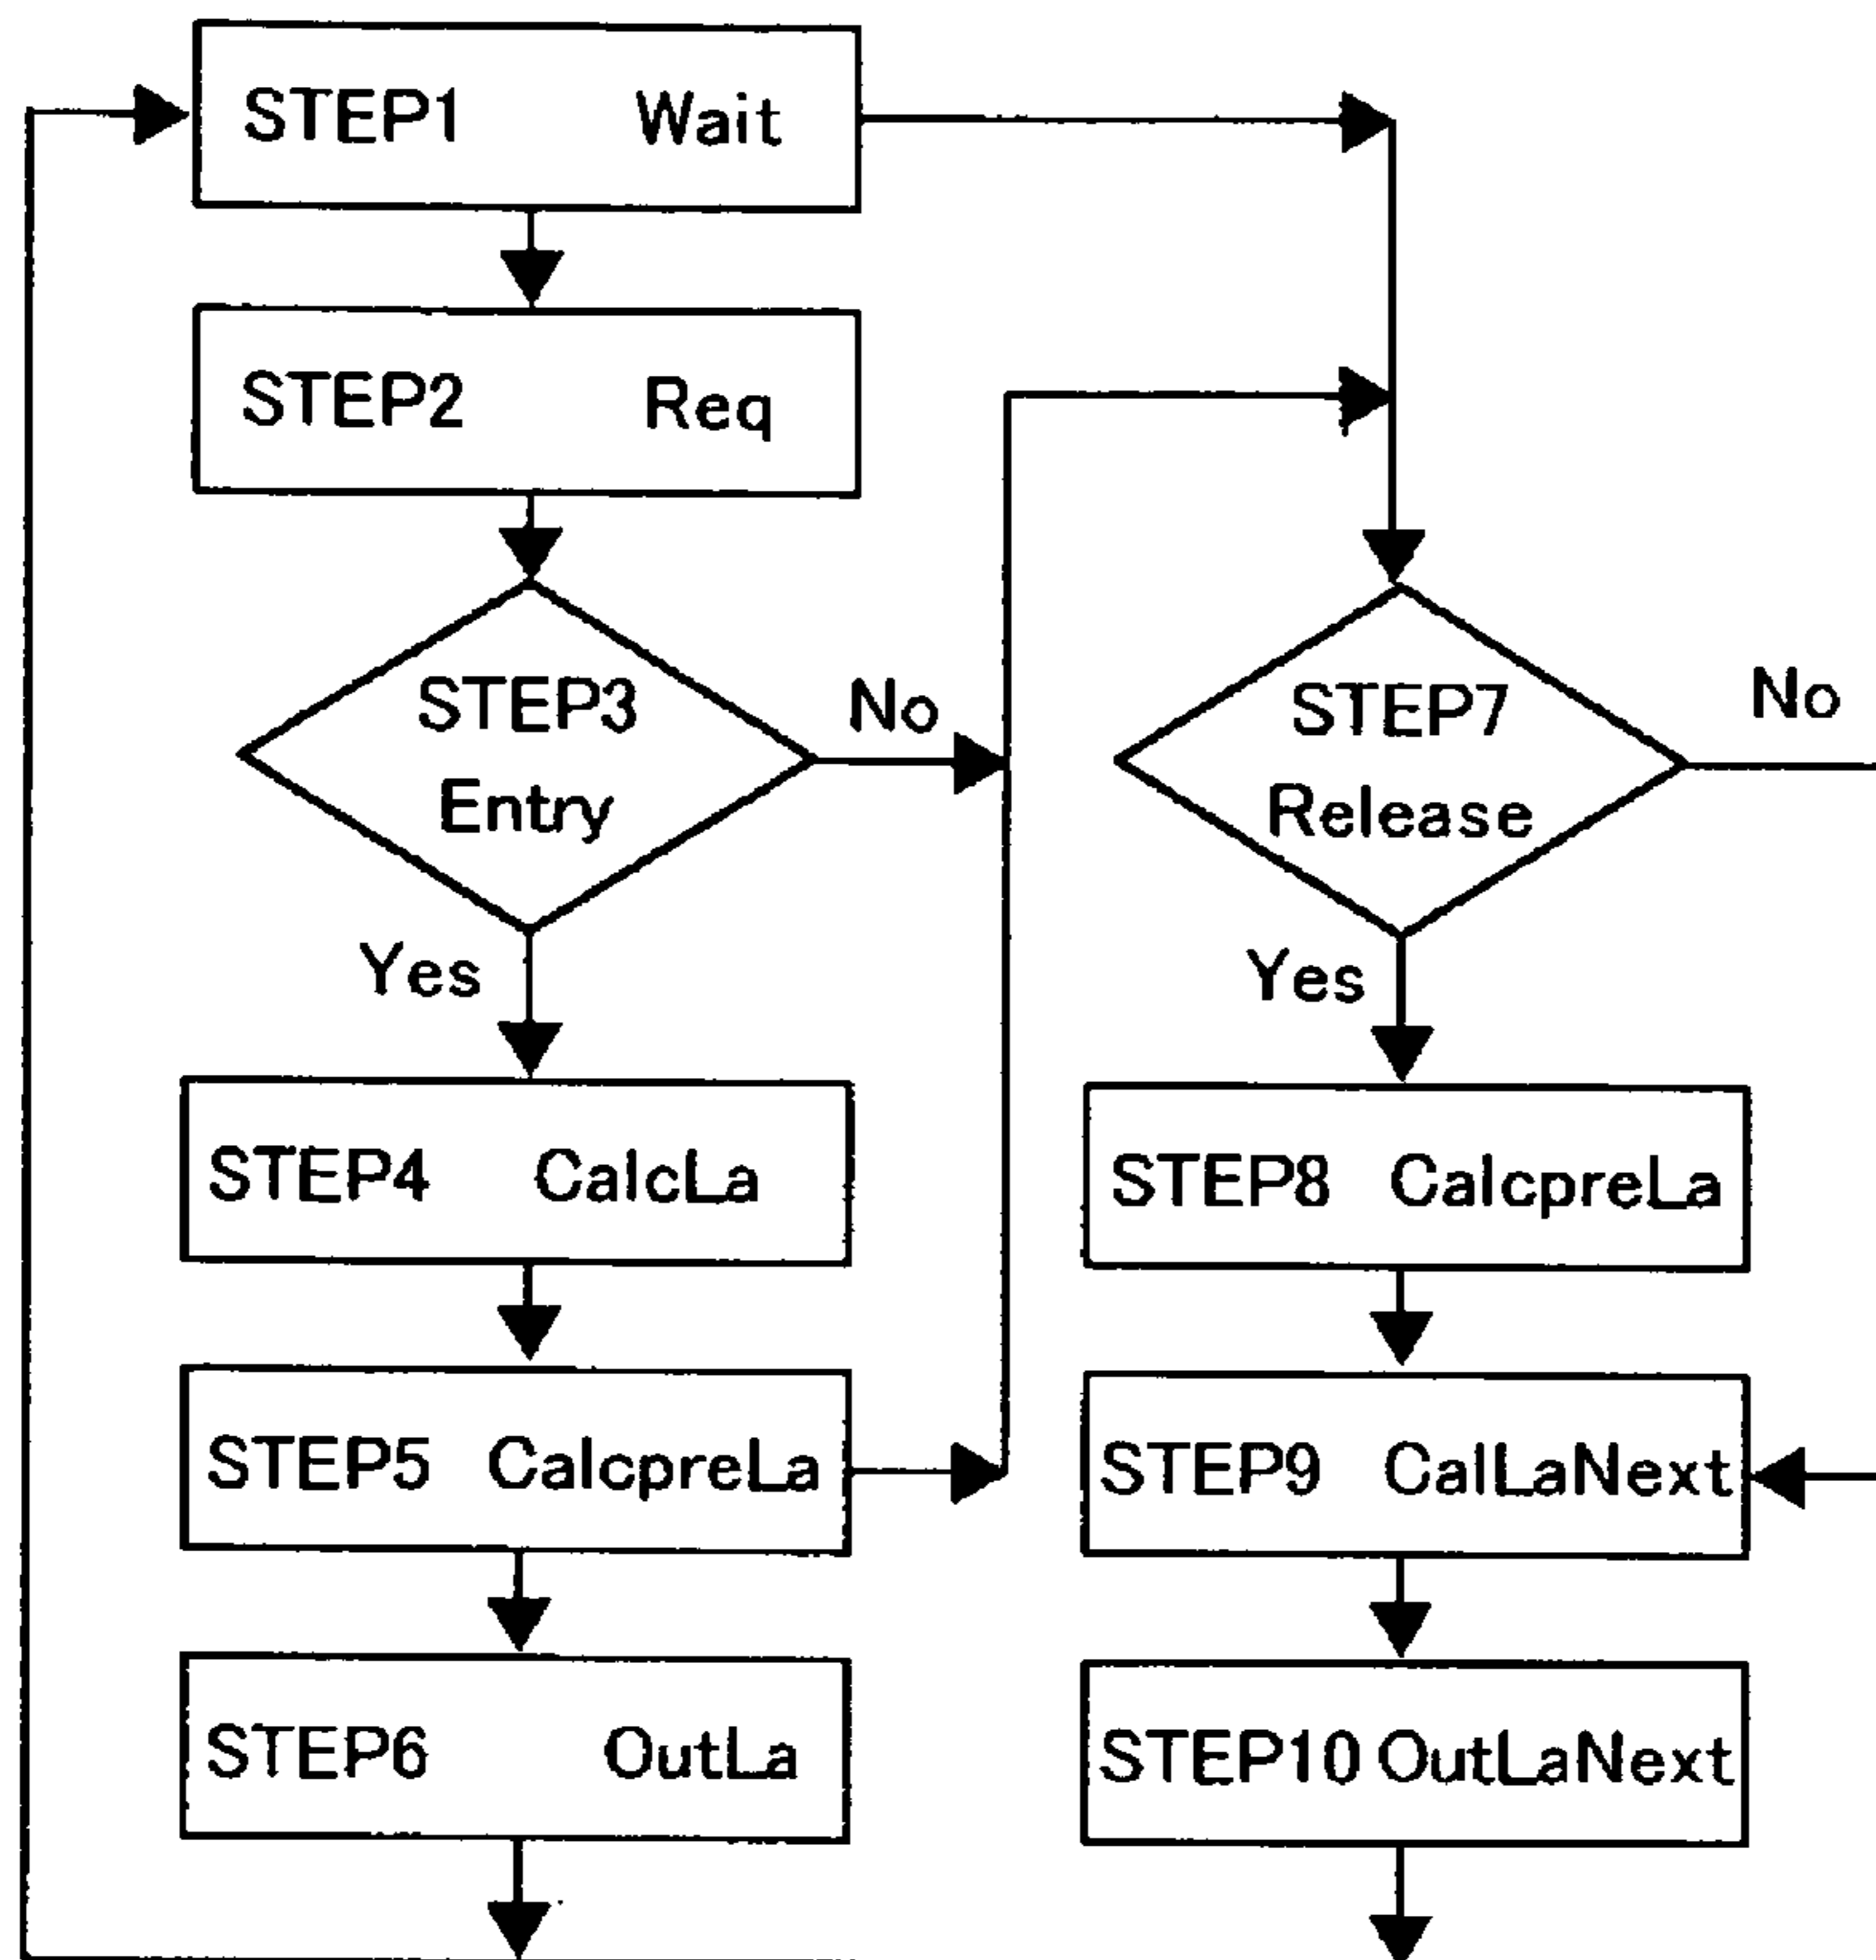 STEP1 Wait
STEP2 Req
STEP3
Entry
No
Yes
STEP4 CalcLa
STEP5 CalcpreLa
STEP6 OutLa
STEP7
Release
No
Yes
STEP8 CalcpreLa
STEP9 CalLaNext
STEP10 OutLaNext